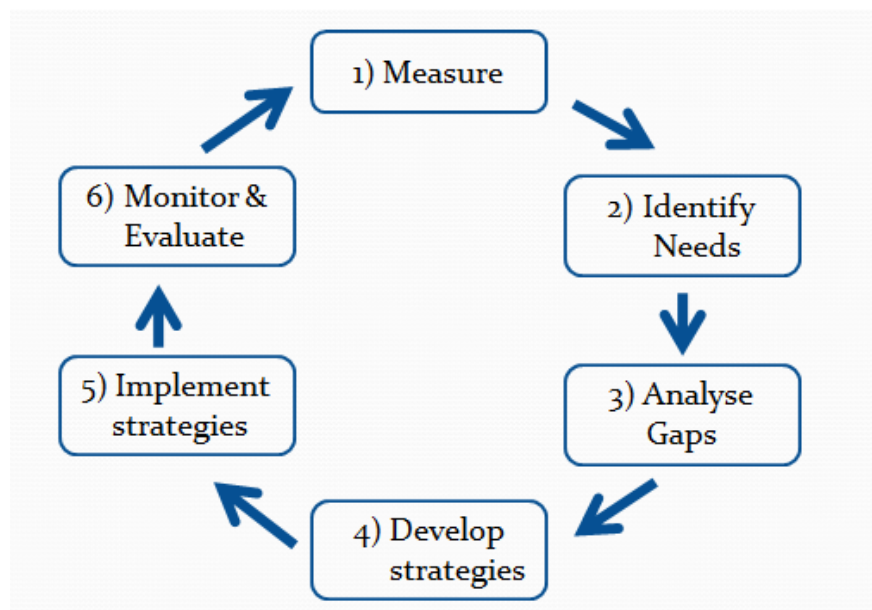 1) Measure
2) Identify
Needs
3) Analyse
Gaps
4) Develop
strategies
5) Implement
strategies
6) Monitor &
Evaluate